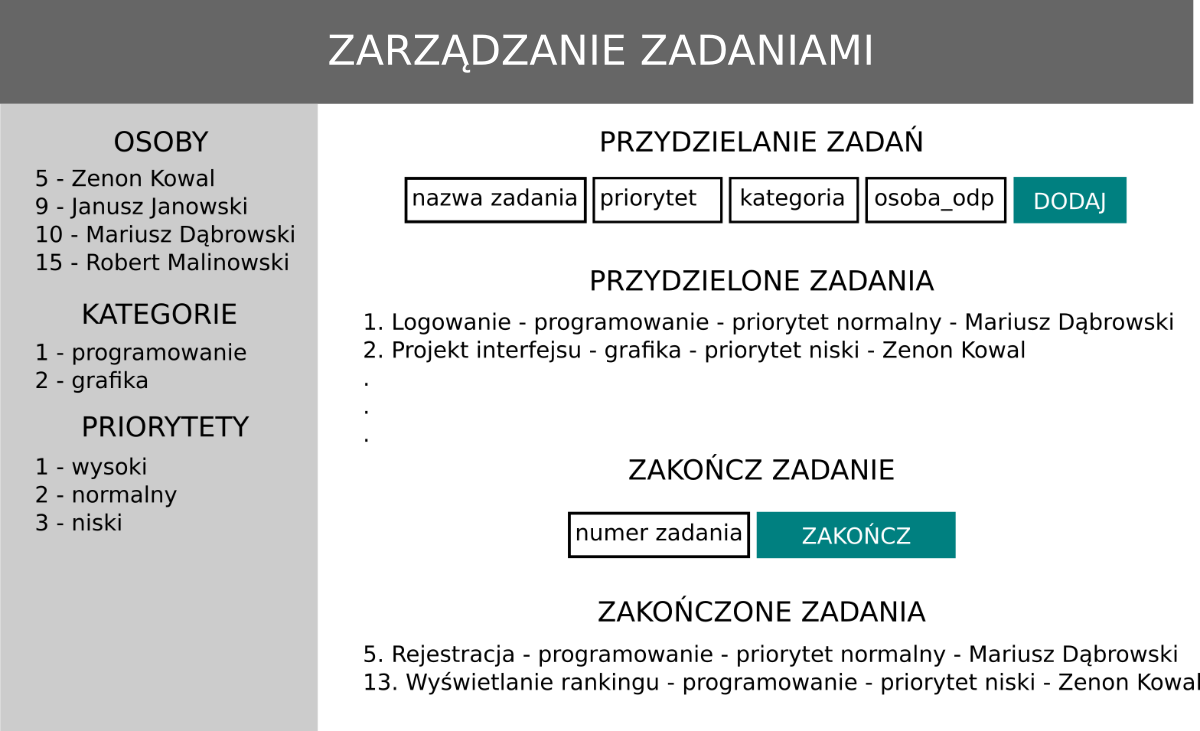 ZARZĄDZANIE ZADANIAMI
OSOBY
5 - Zenon Kowal
9 - Janusz Janowski
10 - Mariusz Dąbrowski
15 - Robert Malinowski
KATEGORIE
1 - programowanie
2 - grafika
PRIORYTETY
1 - wysoki
2 - normalny
3 - niski
PRZYDZIELANIE ZADAŃ
nazwa zadania priorytet kategoria osoba_odp DODAJ
PRZYDZIELONE ZADANIA
1. Logowanie - programowanie - priorytet normalny - Mariusz Dąbrowski
2. Projekt interfejsu - grafika - priorytet niski - Zenon Kowal
.
.
.
ZAKOŃCZ ZADANIE
numer zadania ZAKOŃCZ
ZAKOŃCZONE ZADANIA
5. Rejestracja - programowanie - priorytet normalny - Mariusz Dąbrowski
13. Wyświetlanie rankingu - programowanie - priorytet niski - Zenon Kowal